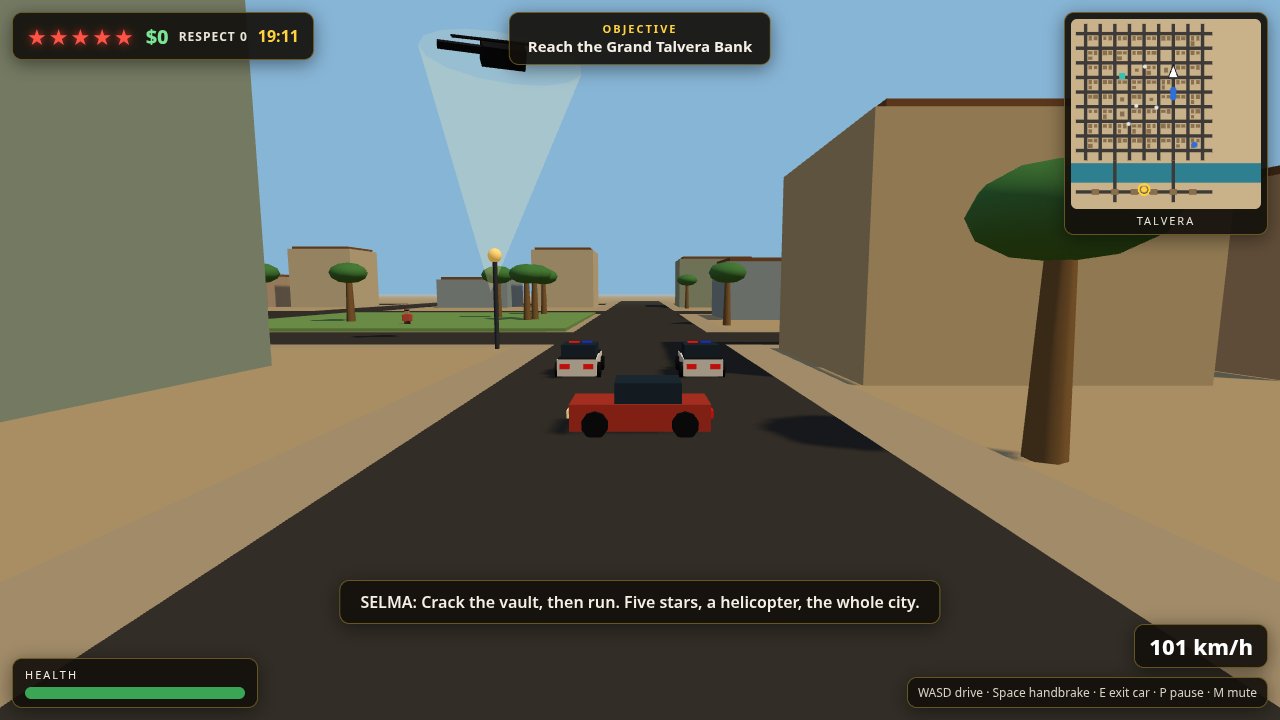 ★★★★★ $0 RESPECT 0 19:11
OBJECTIVE
Reach the Grand Talvera Bank
TALVERA
SELMA: Crack the vault, then run. Five stars, a helicopter, the whole city.
101 km/h
HEALTH
WASD drive · Space handbrake · E exit car · P pause · M mute